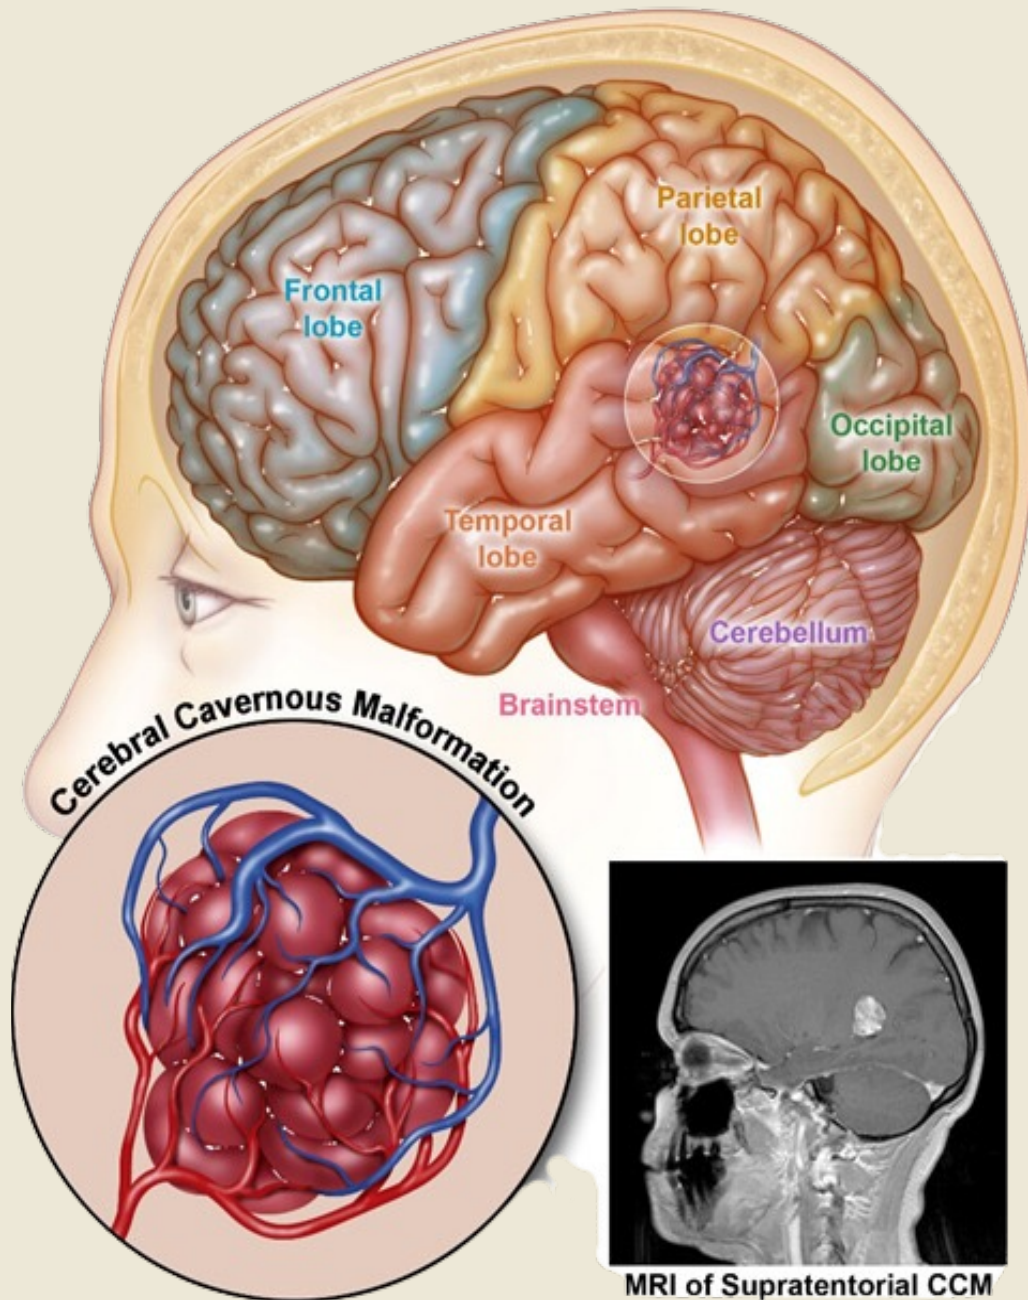 Parietal
lobe
Frontal
lobe
Occipital
lobe
Temporal
lobe
Cerebellum
Brainstem
Cerebral Cavernous Malformation
MRI of Supratentorial CCM